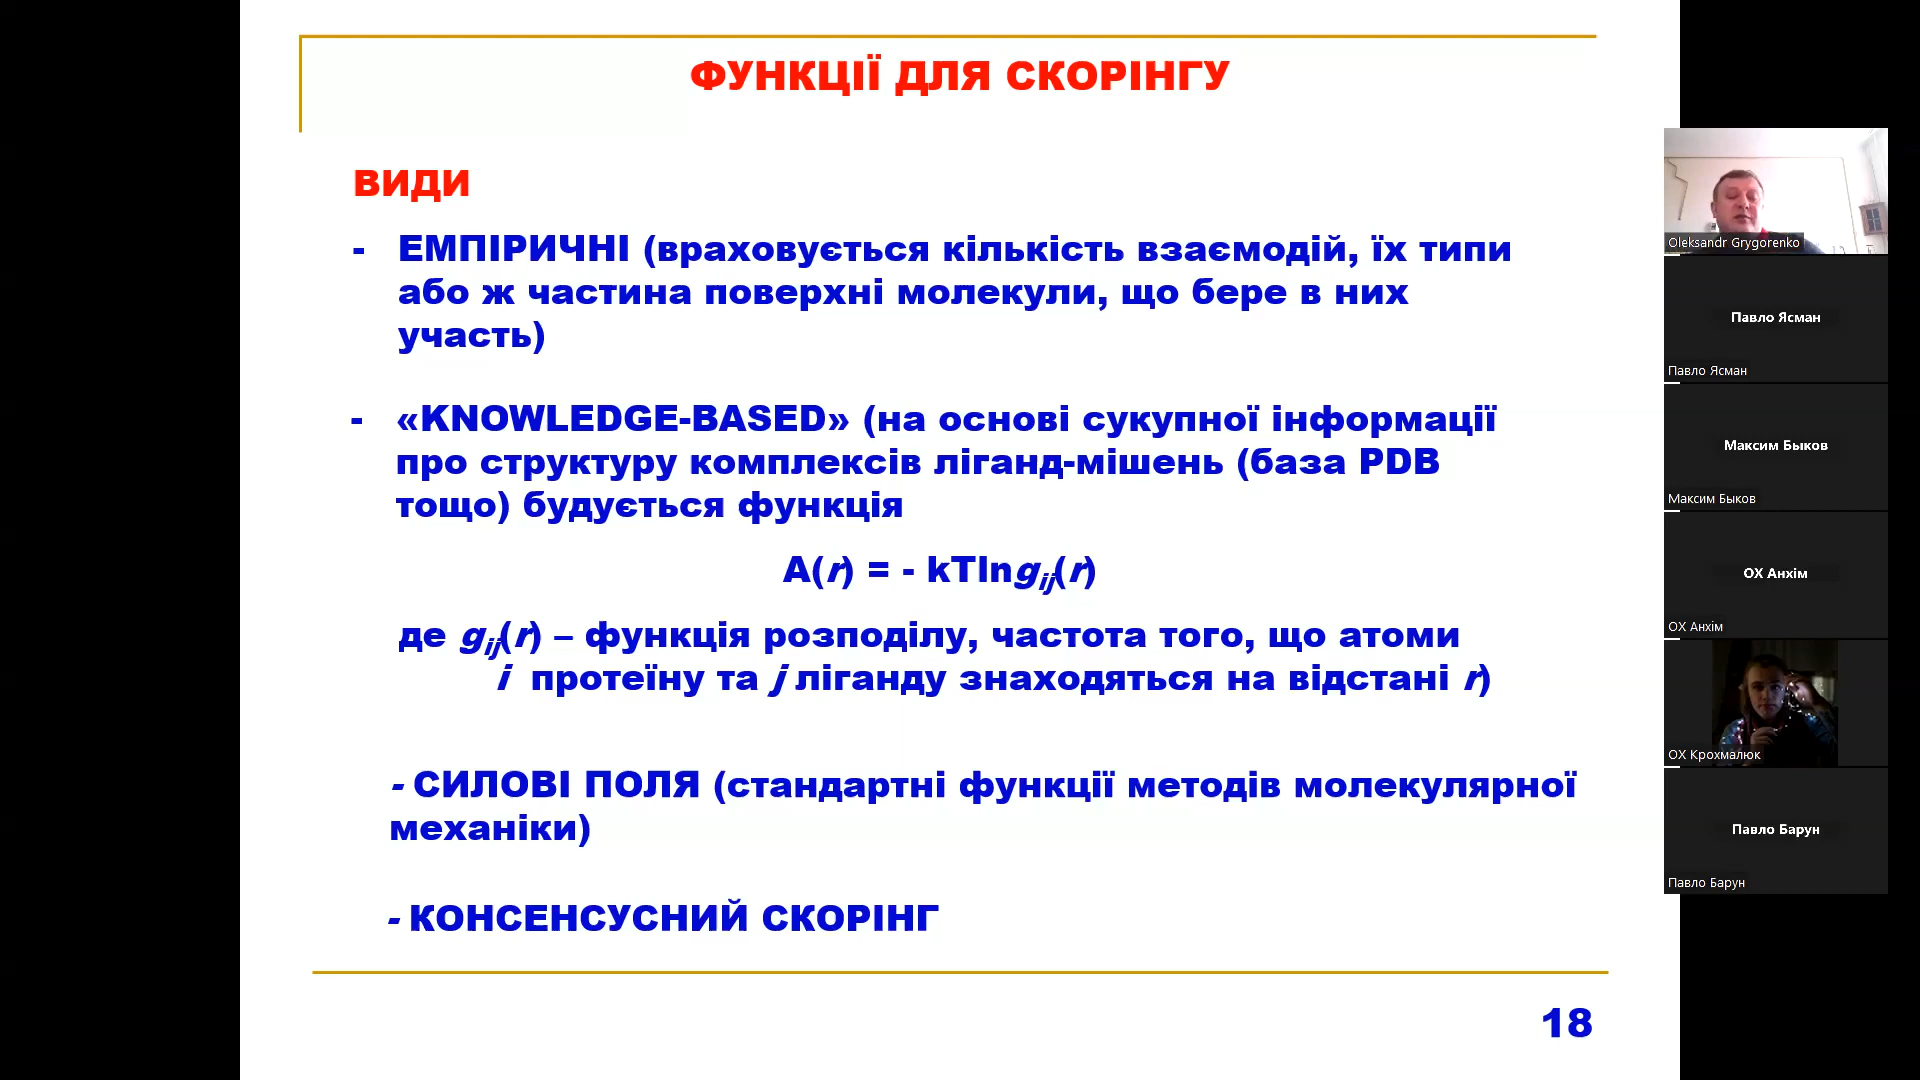 ФУНКЦІЇ ДЛЯ СКОРІНГУ
ВИДИ
- ЕМПІРИЧНІ (враховується кількість взаємодій, їх типи
або ж частина поверхні молекули, що бере в них
участь)
- «KNOWLEDGE-BASED» (на основі сукупної інформації
про структуру комплексів ліганд-мішень (база PDB
тощо) будується функція
A(r) = - kTlngij(r)
де gij(r) – функція розподілу, частота того, що атоми
i протеїну та j ліганду знаходяться на відстані r)
- СИЛОВІ ПОЛЯ (стандартні функції методів молекулярної
механіки)
- КОНСЕНСУСНИЙ СКОРІНГ
18
Oleksandr Grygorenko
Павло Ясман
Павло Ясман
Максим Быков
Максим Быков
ОХ Анхім
ОХ Анхім
ОХ Крохмалюк
Павло Барун
Павло Барун